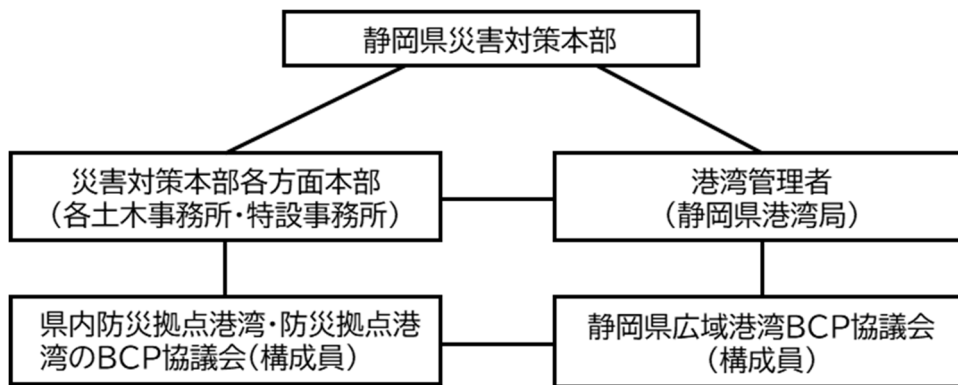 静岡県災害対策本部
災害対策本部各方面本部
（各土木事務所・特設事務所）
港湾管理者
（静岡県港湾局）
県内防災拠点港湾・防災拠点港
湾のBCP協議会（構成員）
静岡県広域港湾BCP協議会
（構成員）